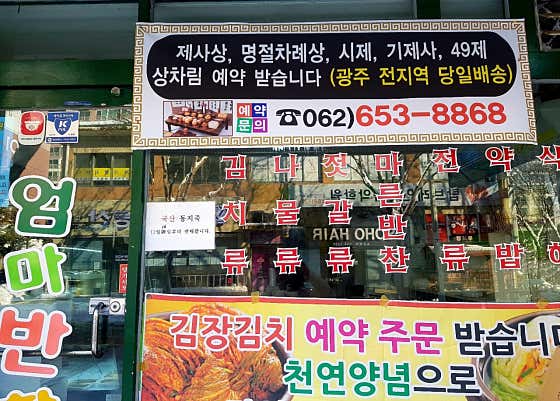 제사상, 명절차례상, 시제, 기제사, 49제
상차림 예약 받습니다 (광주 전지역 당일배송)
예약
문의
☎062)653-8868
김치류
나물류
젓갈류
마른반찬
전류
약밥
식혜
국산 동지죽
엄마반
김장김치 예약 주문 받습니다
천연양념으로
K
OHO HAIR